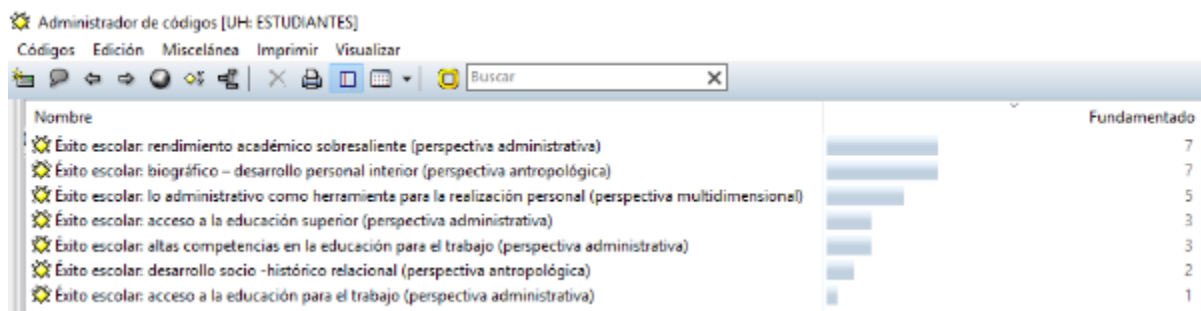 Administrador de códigos [UH: ESTUDIANTES]
Códigos Edición Miscelánea Imprimir Visualizar
Buscar
Nombre Fundamentado
Éxito escolar: rendimiento académico sobresaliente (perspectiva administrativa) 7
Éxito escolar: biográfico – desarrollo personal interior (perspectiva antropológica) 7
Éxito escolar: lo administrativo como herramienta para la realización personal (perspectiva multidimensional) 5
Éxito escolar: acceso a la educación superior (perspectiva administrativa) 3
Éxito escolar: altas competencias en la educación para el trabajo (perspectiva administrativa) 3
Éxito escolar: desarrollo socio -histórico relacional (perspectiva antropológica) 2
Éxito escolar: acceso a la educación para el trabajo (perspectiva administrativa) 1